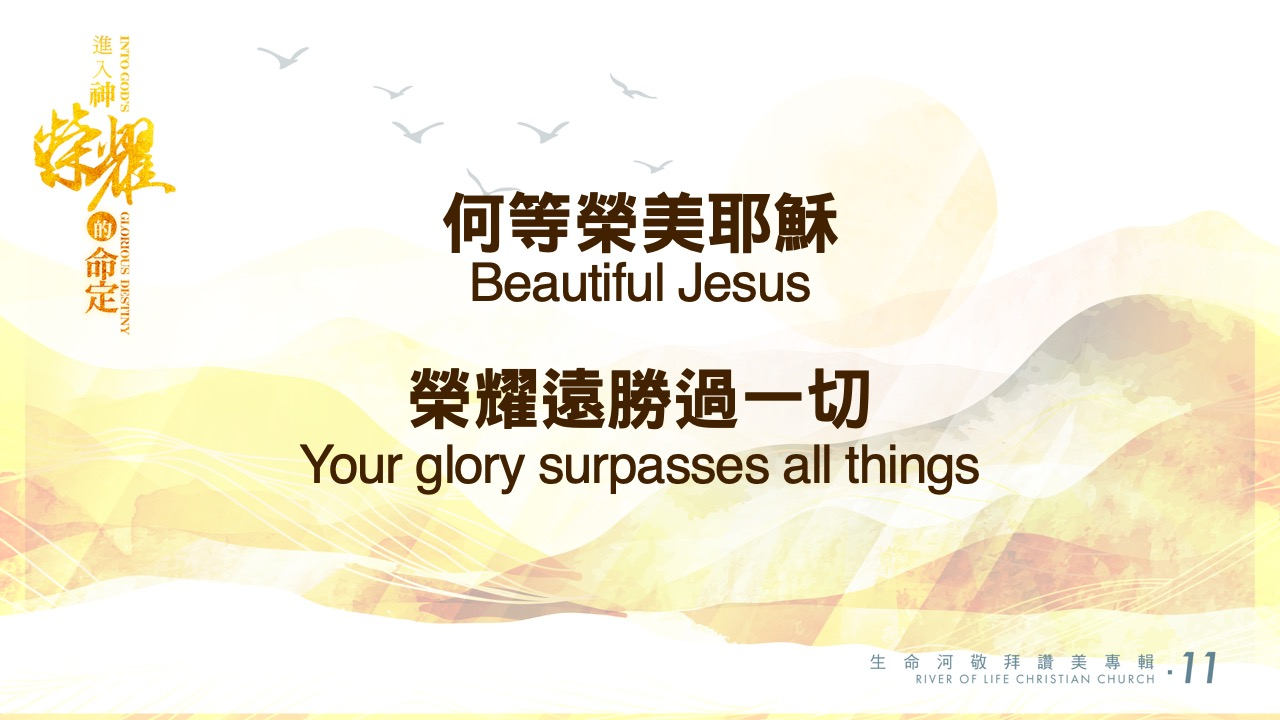 進入神
榮耀
的
命定
INTO GOD'S
GLORIOUS DESTINY
何等榮美耶穌
Beautiful Jesus
榮耀遠勝過一切
Your glory surpasses all things
生命河敬拜讚美專輯
RIVER OF LIFE CHRISTIAN CHURCH
·11